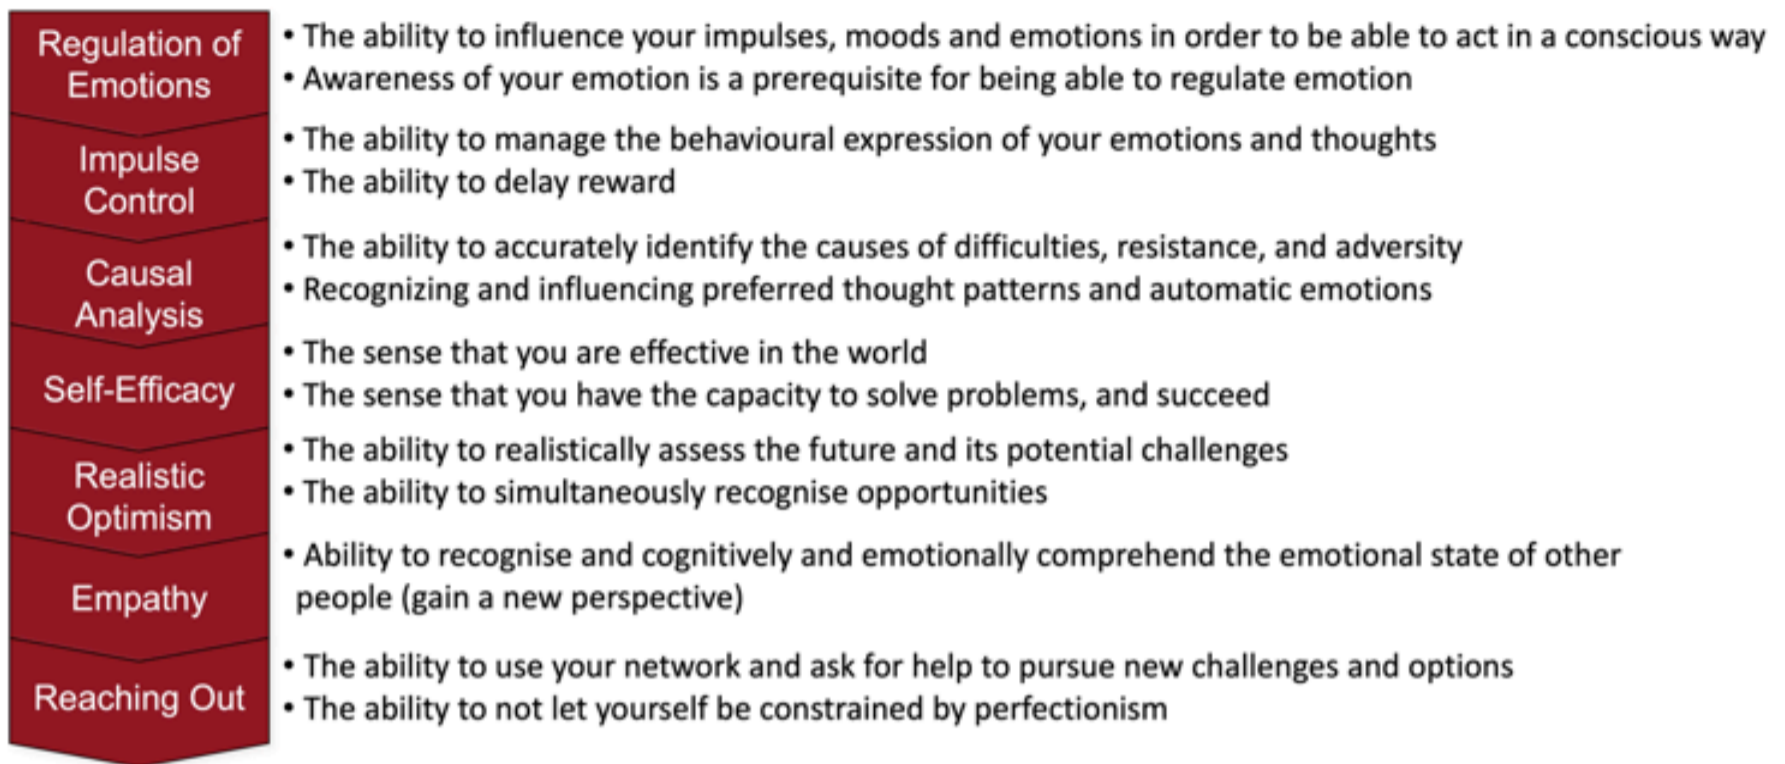 Regulation of
Emotions
• The ability to influence your impulses, moods and emotions in order to be able to act in a conscious way
• Awareness of your emotion is a prerequisite for being able to regulate emotion
Impulse
Control
• The ability to manage the behavioural expression of your emotions and thoughts
• The ability to delay reward
Causal
Analysis
• The ability to accurately identify the causes of difficulties, resistance, and adversity
• Recognizing and influencing preferred thought patterns and automatic emotions
Self-Efficacy
• The sense that you are effective in the world
• The sense that you have the capacity to solve problems, and succeed
Realistic
Optimism
• The ability to realistically assess the future and its potential challenges
• The ability to simultaneously recognise opportunities
Empathy
• Ability to recognise and cognitively and emotionally comprehend the emotional state of other
people (gain a new perspective)
Reaching Out
• The ability to use your network and ask for help to pursue new challenges and options
• The ability to not let yourself be constrained by perfectionism